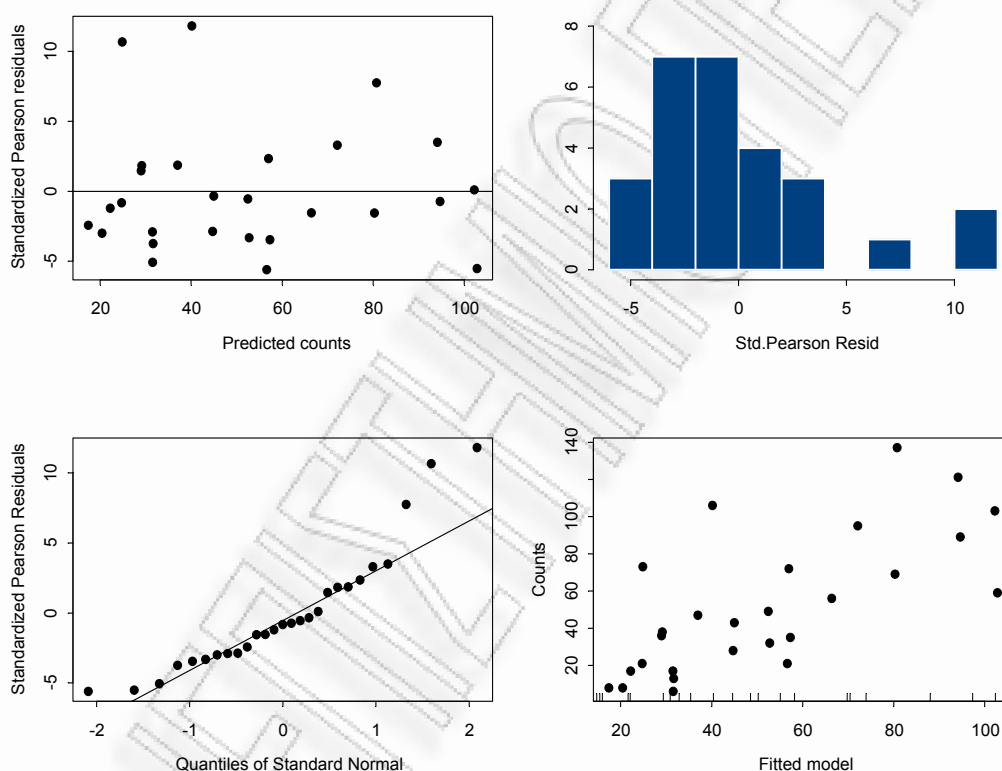 Standardized Pearson residuals
10
5
0
-5
20 40 60 80 100
Predicted counts
8
6
4
2
0
-5 0 5 10
Std.Pearson Resid
Standardized Pearson Residuals
10
5
0
-5
-2 -1 0 1 2
Quantiles of Standard Normal
Counts
140
100
80
60
40
20
20 40 60 80 100
Fitted model